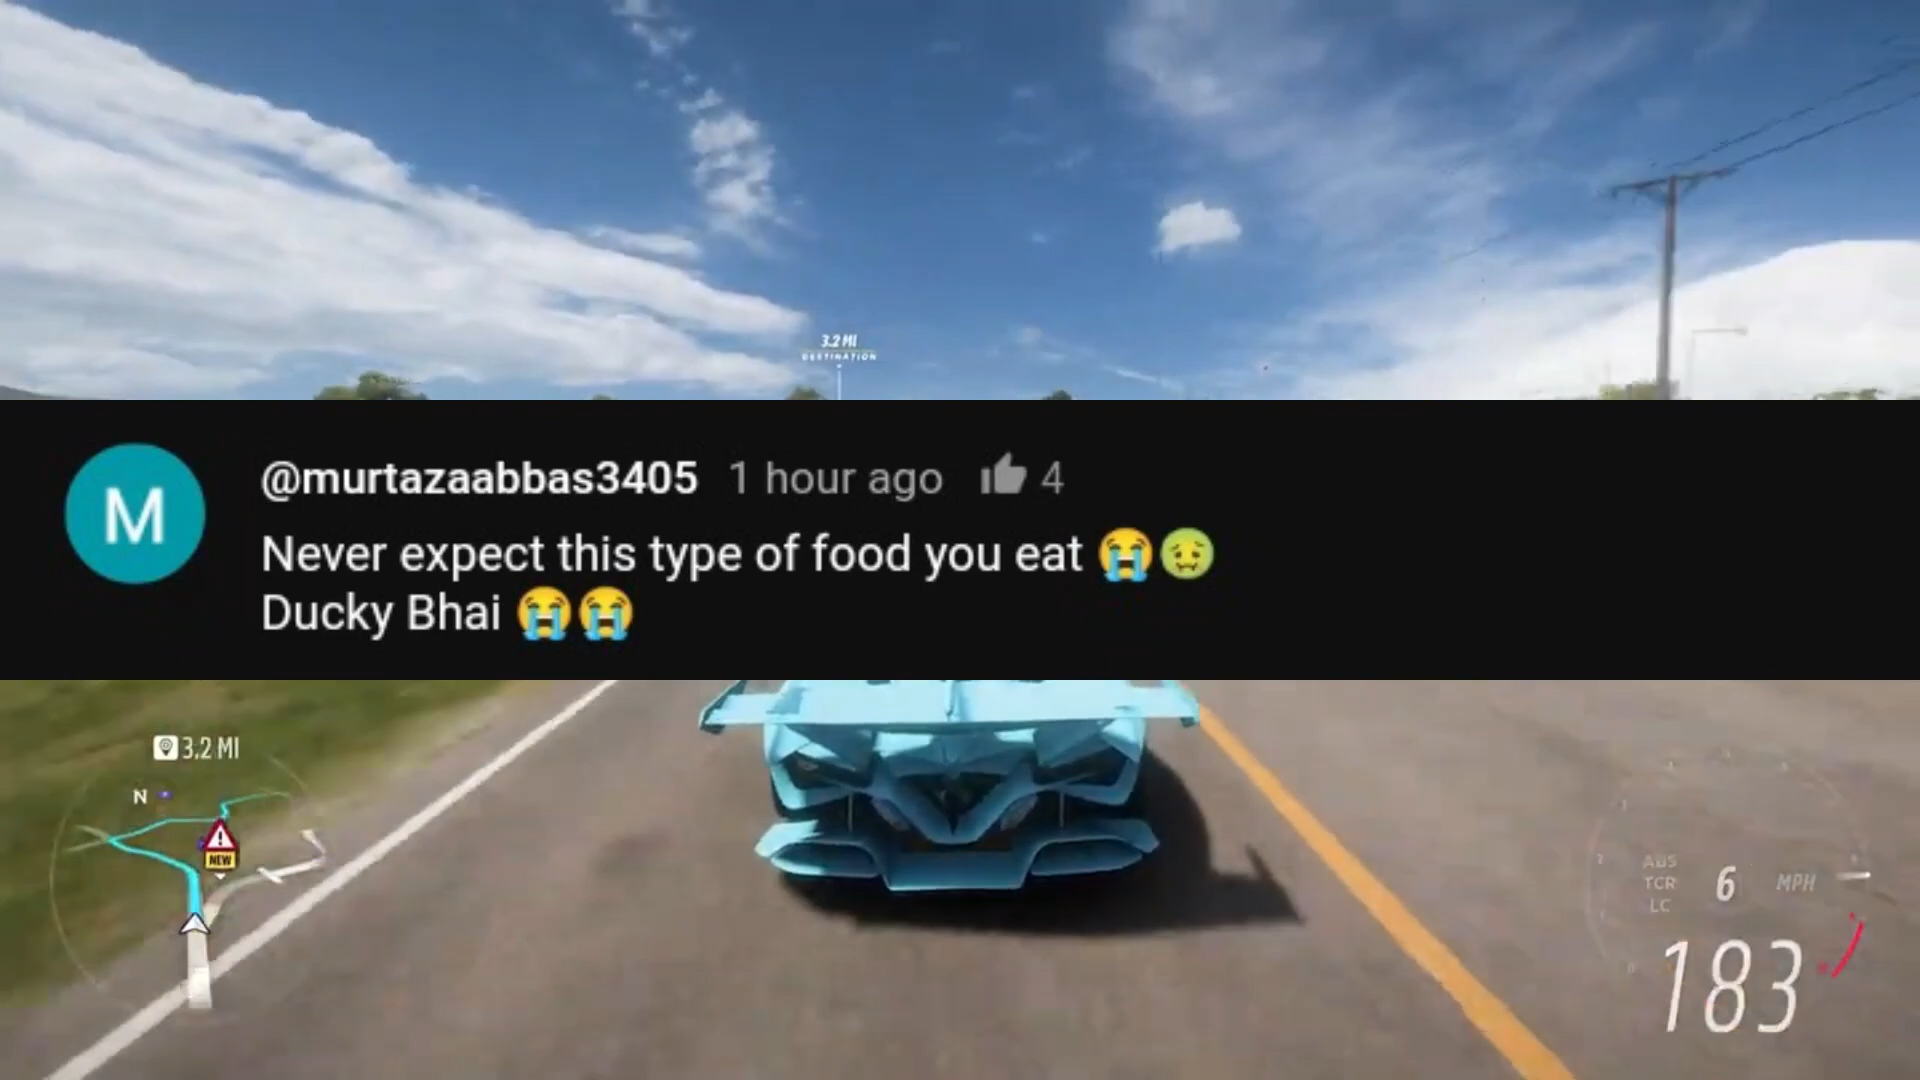 3.2 MI
DESTINATION
M
@murtazaabbas3405 1 hour ago 4
Never expect this type of food you eat 😭🤢
Ducky Bhai 😭😭
3.2 MI
N
NEW
ABS
TCR
LC
6
MPH
183